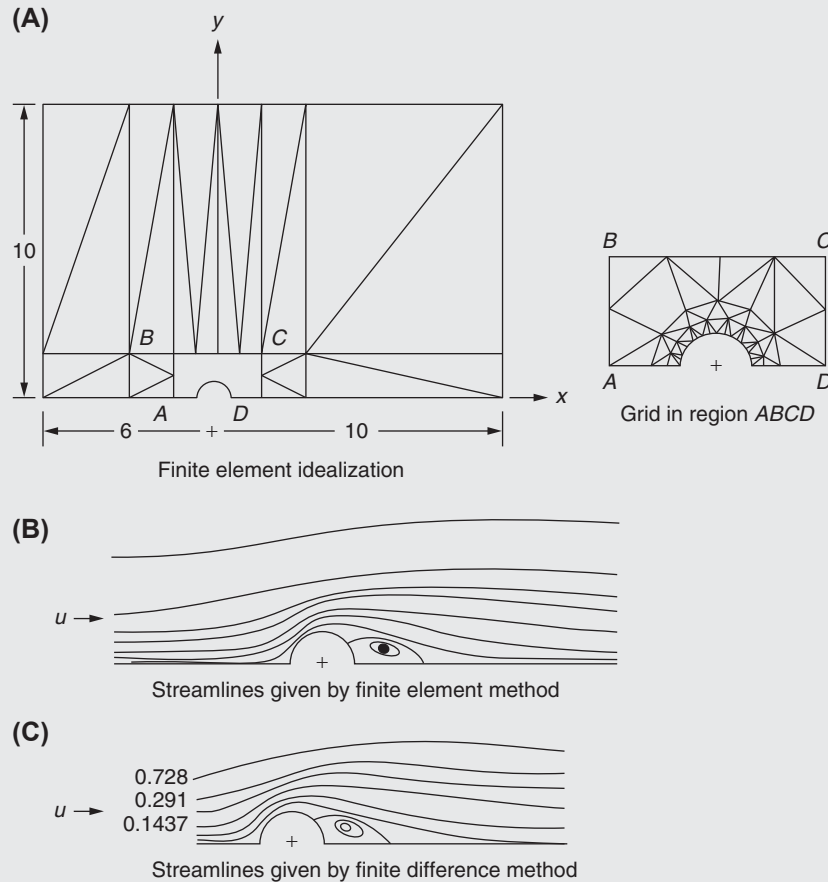 (A)
y
10
B
C
A
D
x
6
+
10
Finite element idealization
B
C
A
+
D
Grid in region ABCD
(B)
u
+
Streamlines given by finite element method
(C)
0.728
u
0.291
0.1437
+
Streamlines given by finite difference method